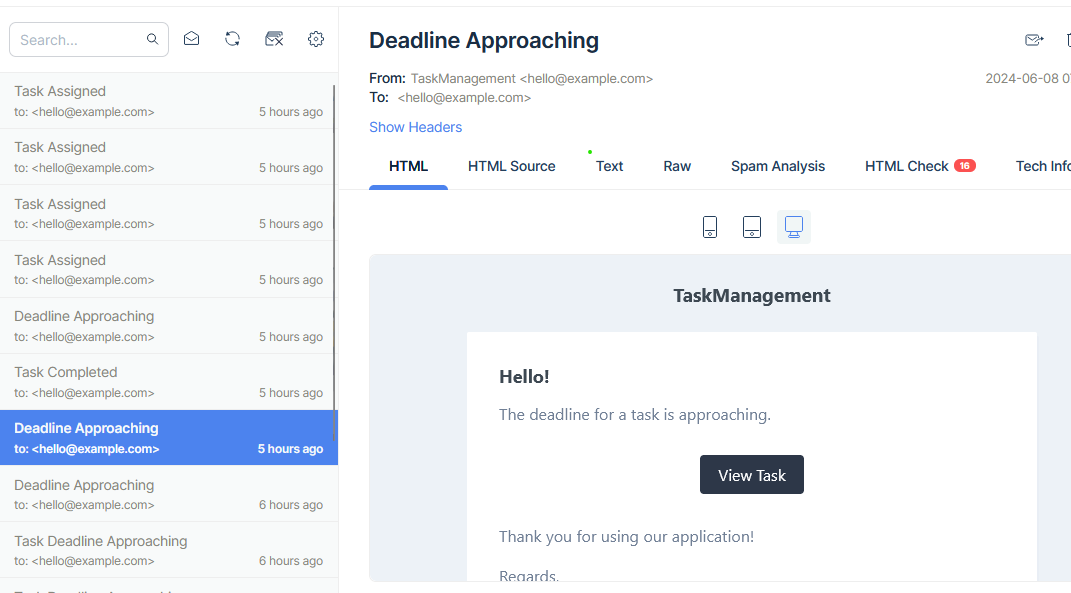 Search...
Task Assigned
to: <hello@example.com> 5 hours ago
Task Assigned
to: <hello@example.com> 5 hours ago
Task Assigned
to: <hello@example.com> 5 hours ago
Task Assigned
to: <hello@example.com> 5 hours ago
Deadline Approaching
to: <hello@example.com> 5 hours ago
Task Completed
to: <hello@example.com> 5 hours ago
Deadline Approaching
to: <hello@example.com> 5 hours ago
Deadline Approaching
to: <hello@example.com> 6 hours ago
Task Deadline Approaching
to: <hello@example.com> 6 hours ago
Deadline Approaching
From: TaskManagement <hello@example.com> 2024-06-08
To: <hello@example.com>
Show Headers
HTML HTML Source Text Raw Spam Analysis HTML Check 16 Tech Info
TaskManagement
Hello!
The deadline for a task is approaching.
View Task
Thank you for using our application!
Regards,